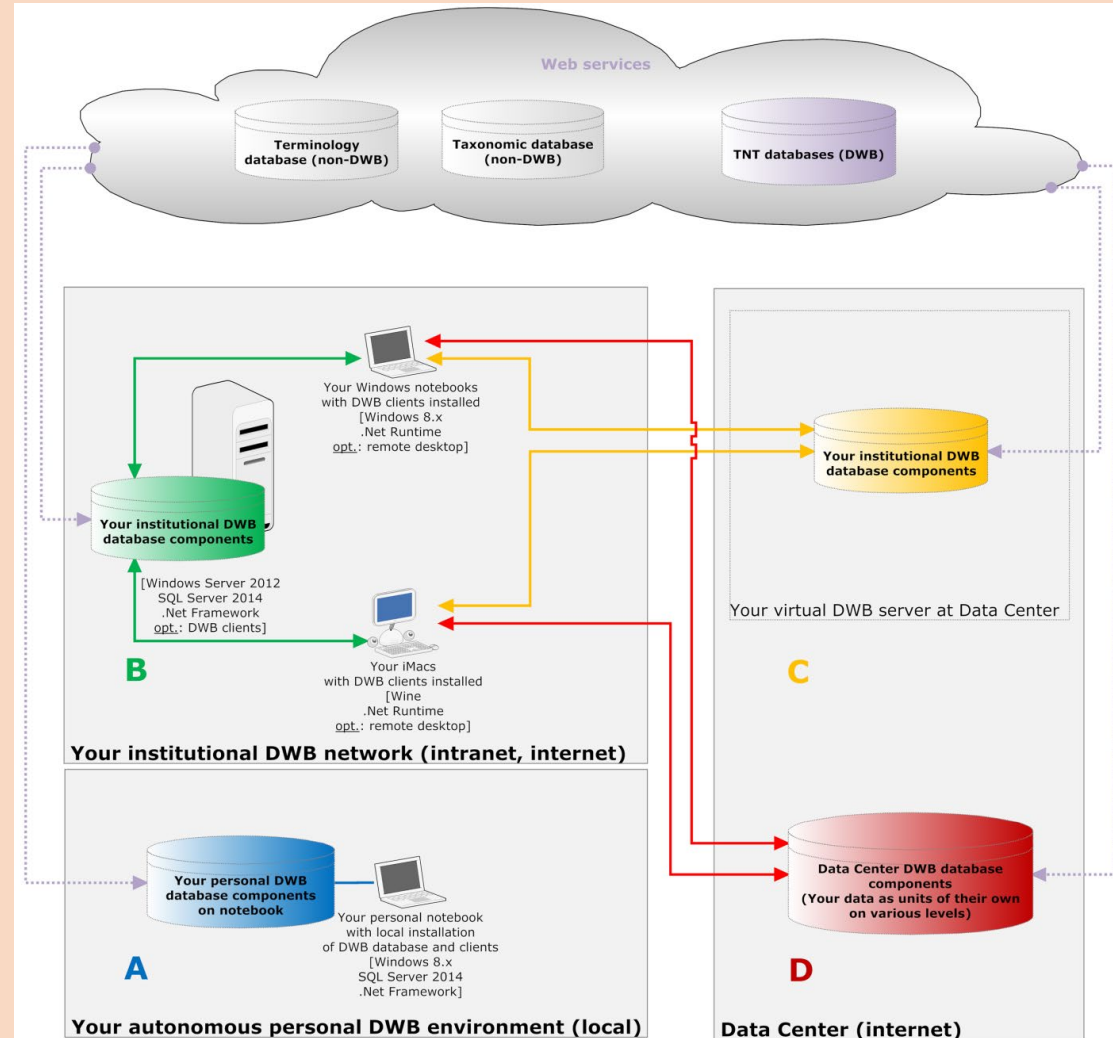 Web services
Terminology
database (non-DWB)
Taxonomic database
(non-DWB)
TNT databases (DWB)
Your Windows notebooks
with DWB clients installed
[Windows 8.x
.Net Runtime
opt.: remote desktop]
Your institutional DWB
database components
[Windows Server 2012
SQL Server 2014
.Net Framework
opt.: DWB clients]
B
Your iMacs
with DWB clients installed
[Wine
.Net Runtime
opt.: remote desktop]
Your institutional DWB network (intranet, internet)
Your institutional DWB
database components
Your virtual DWB server at Data Center
C
Your personal DWB
database components
on notebook
Your personal notebook
with local installation
of DWB database and clients
[Windows 8.x
SQL Server 2014
.Net Framework]
A
Your autonomous personal DWB environment (local)
Data Center DWB database
components
(Your data as units of their own
on various levels)
D
Data Center (internet)